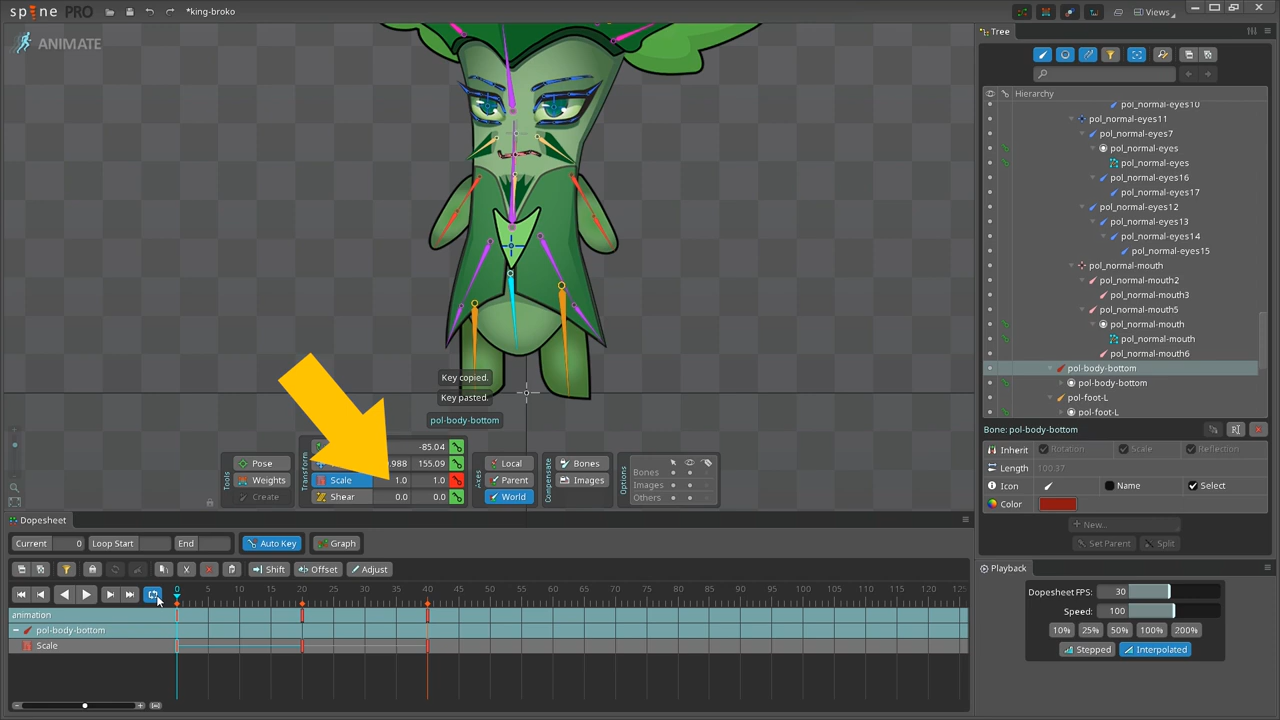 spine PRO
*king-broko
Views
ANIMATE
Tree
Hierarchy
pol_normal-eyes10
pol_normal-eyes11
pol_normal-eyes7
pol_normal-eyes
pol_normal-eyes
pol_normal-eyes16
pol_normal-eyes17
pol_normal-eyes12
pol_normal-eyes13
pol_normal-eyes14
pol_normal-eyes15
pol_normal-mouth
pol_normal-mouth2
pol_normal-mouth3
pol_normal-mouth5
pol_normal-mouth
pol_normal-mouth
pol_normal-mouth6
pol-body-bottom
pol-body-bottom
pol-foot-L
pol-foot-L
Bone: pol-body-bottom
Inherit Rotation Scale Reflection
Length 100.37
Icon Name Select
Color
New...
Set Parent Split
Key copied.
Key pasted.
pol-body-bottom
Tools
Pose
Weights
Create
Transform
-85.04
.988 155.09
Scale 1.0 1.0
Shear 0.0 0.0
Axes
Local
Parent
World
Compensate
Bones
Images
Options
Bones
Images
Others
Dopesheet
Current 0 Loop Start End Auto Key Graph
Shift Offset Adjust
0 5 10 15 20 25 30 35 40 45 50 55 60 65 70 75 80 85 90 95 100 105 110 115 120 125
animation
pol-body-bottom
Scale
Playback
Dopesheet FPS: 30
Speed: 100
10% 25% 50% 100% 200%
Stepped Interpolated